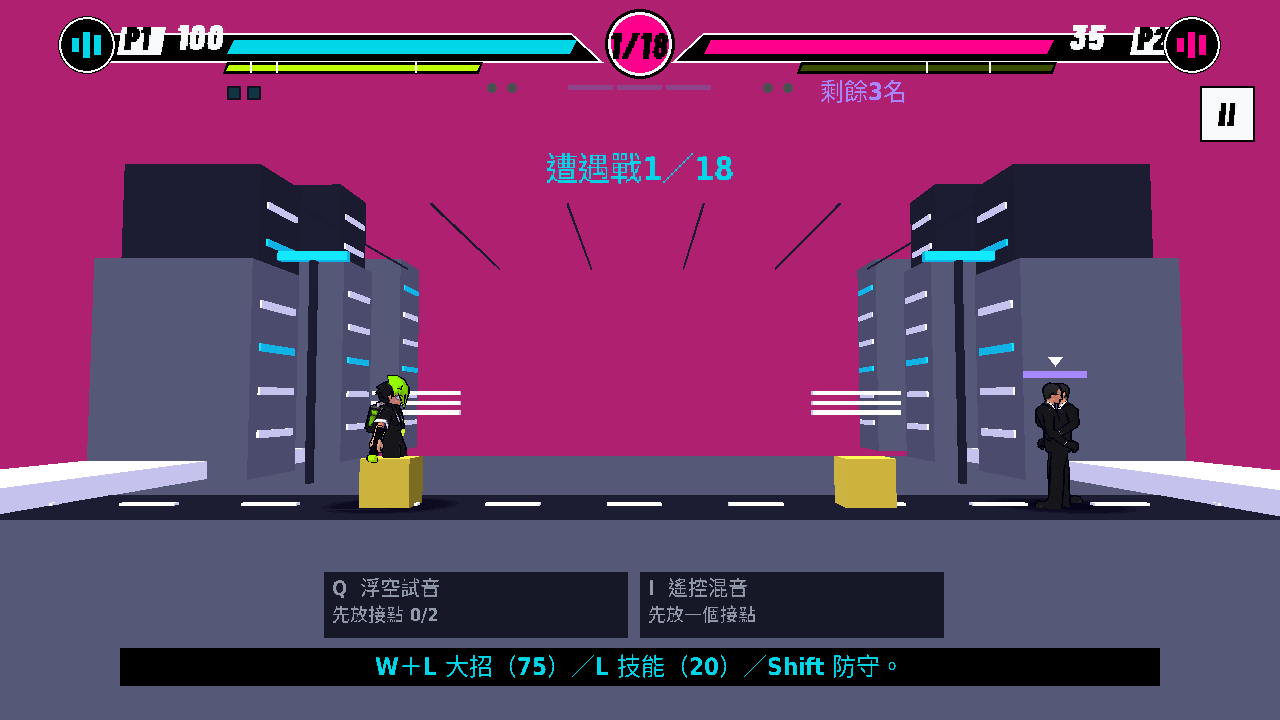 P1 100
1/18
35 P2
剩餘3名
遭遇戰1／18
Q 浮空試音
先放接點 0/2
I 遙控混音
先放一個接點
W＋L 大招（75）／L 技能（20）／Shift 防守。